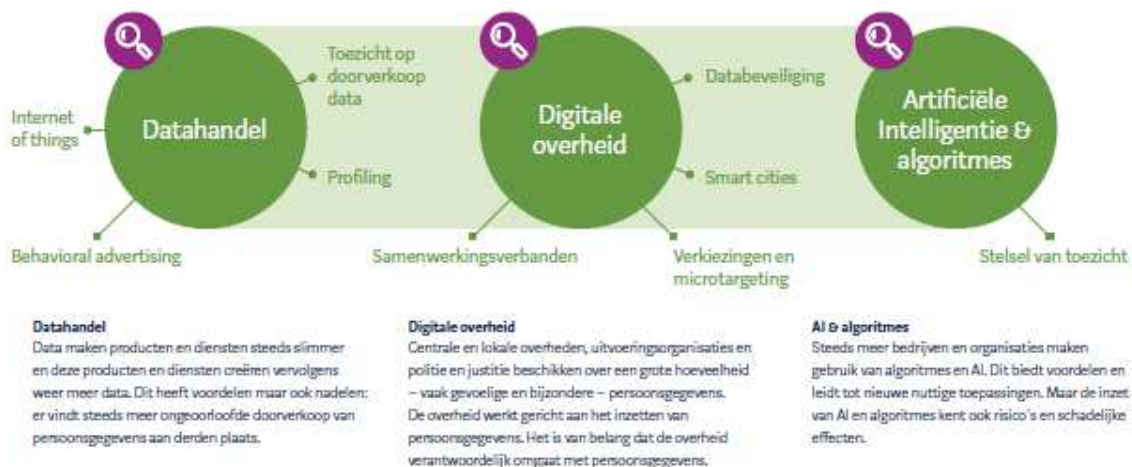 Internet
of things
Datahandel
Toezicht op
doorverkoop
data
Profiling
Behavioral advertising
Digitale
overheid
Databeveiliging
Smart cities
Samenwerkingsverbanden
Verkiezingen en
microtargeting
Artificiële
Intelligentie &
algoritmes
Stelsel van toezicht
Datahandel
Data maken producten en diensten steeds slimmer
en deze producten en diensten creëren vervolgens
weer meer data. Dit heeft voordelen maar ook nadelen:
er vindt steeds meer ongeoorloofde doorverkoop van
persoonsgegevens aan derden plaats.
Digitale overheid
Centrale en lokale overheden, uitvoeringsorganisaties en
politie en justitie beschikken over een grote hoeveelheid
– vaak gevoelige en bijzondere – persoonsgegevens.
De overheid werkt gericht aan het inzetten van
persoonsgegevens. Het is van belang dat de overheid
verantwoordelijk omgaat met persoonsgegevens.
AI & algoritmes
Steeds meer bedrijven en organisaties maken
gebruik van algoritmes en AI. Dit biedt voordelen en
leidt tot nieuwe nuttige toepassingen. Maar de inzet
van AI en algoritmes kent ook risico's en schadelijke
effecten.